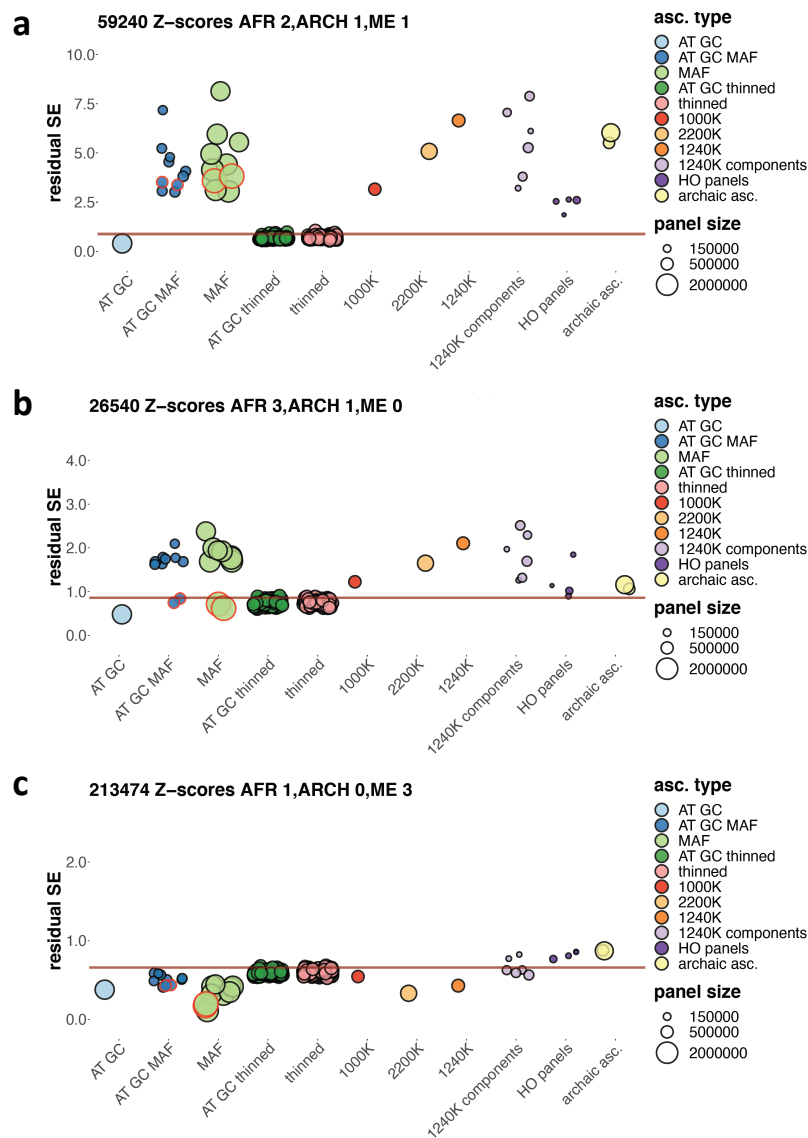 a
59240 Z−scores AFR 2,ARCH 1,ME 1
residual SE
10.0
7.5
5.0
2.5
0.0
AT GC
AT GC MAF
MAF
AT GC thinned
thinned
1000K
2200K
1240K
1240K components
HO panels
archaic asc.
asc. type
AT GC
AT GC MAF
MAF
AT GC thinned
thinned
1000K
2200K
1240K
1240K components
HO panels
archaic asc.
panel size
150000
500000
2000000
b
26540 Z−scores AFR 3,ARCH 1,ME 0
residual SE
4.0
3.0
2.0
1.0
0.0
AT GC
AT GC MAF
MAF
AT GC thinned
thinned
1000K
2200K
1240K
1240K components
HO panels
archaic asc.
asc. type
AT GC
AT GC MAF
MAF
AT GC thinned
thinned
1000K
2200K
1240K
1240K components
HO panels
archaic asc.
panel size
150000
500000
2000000
c
213474 Z−scores AFR 1,ARCH 0,ME 3
residual SE
2.0
1.0
0.0
AT GC
AT GC MAF
MAF
AT GC thinned
thinned
1000K
2200K
1240K
1240K components
HO panels
archaic asc.
asc. type
AT GC
AT GC MAF
MAF
AT GC thinned
thinned
1000K
2200K
1240K
1240K components
HO panels
archaic asc.
panel size
150000
500000
2000000